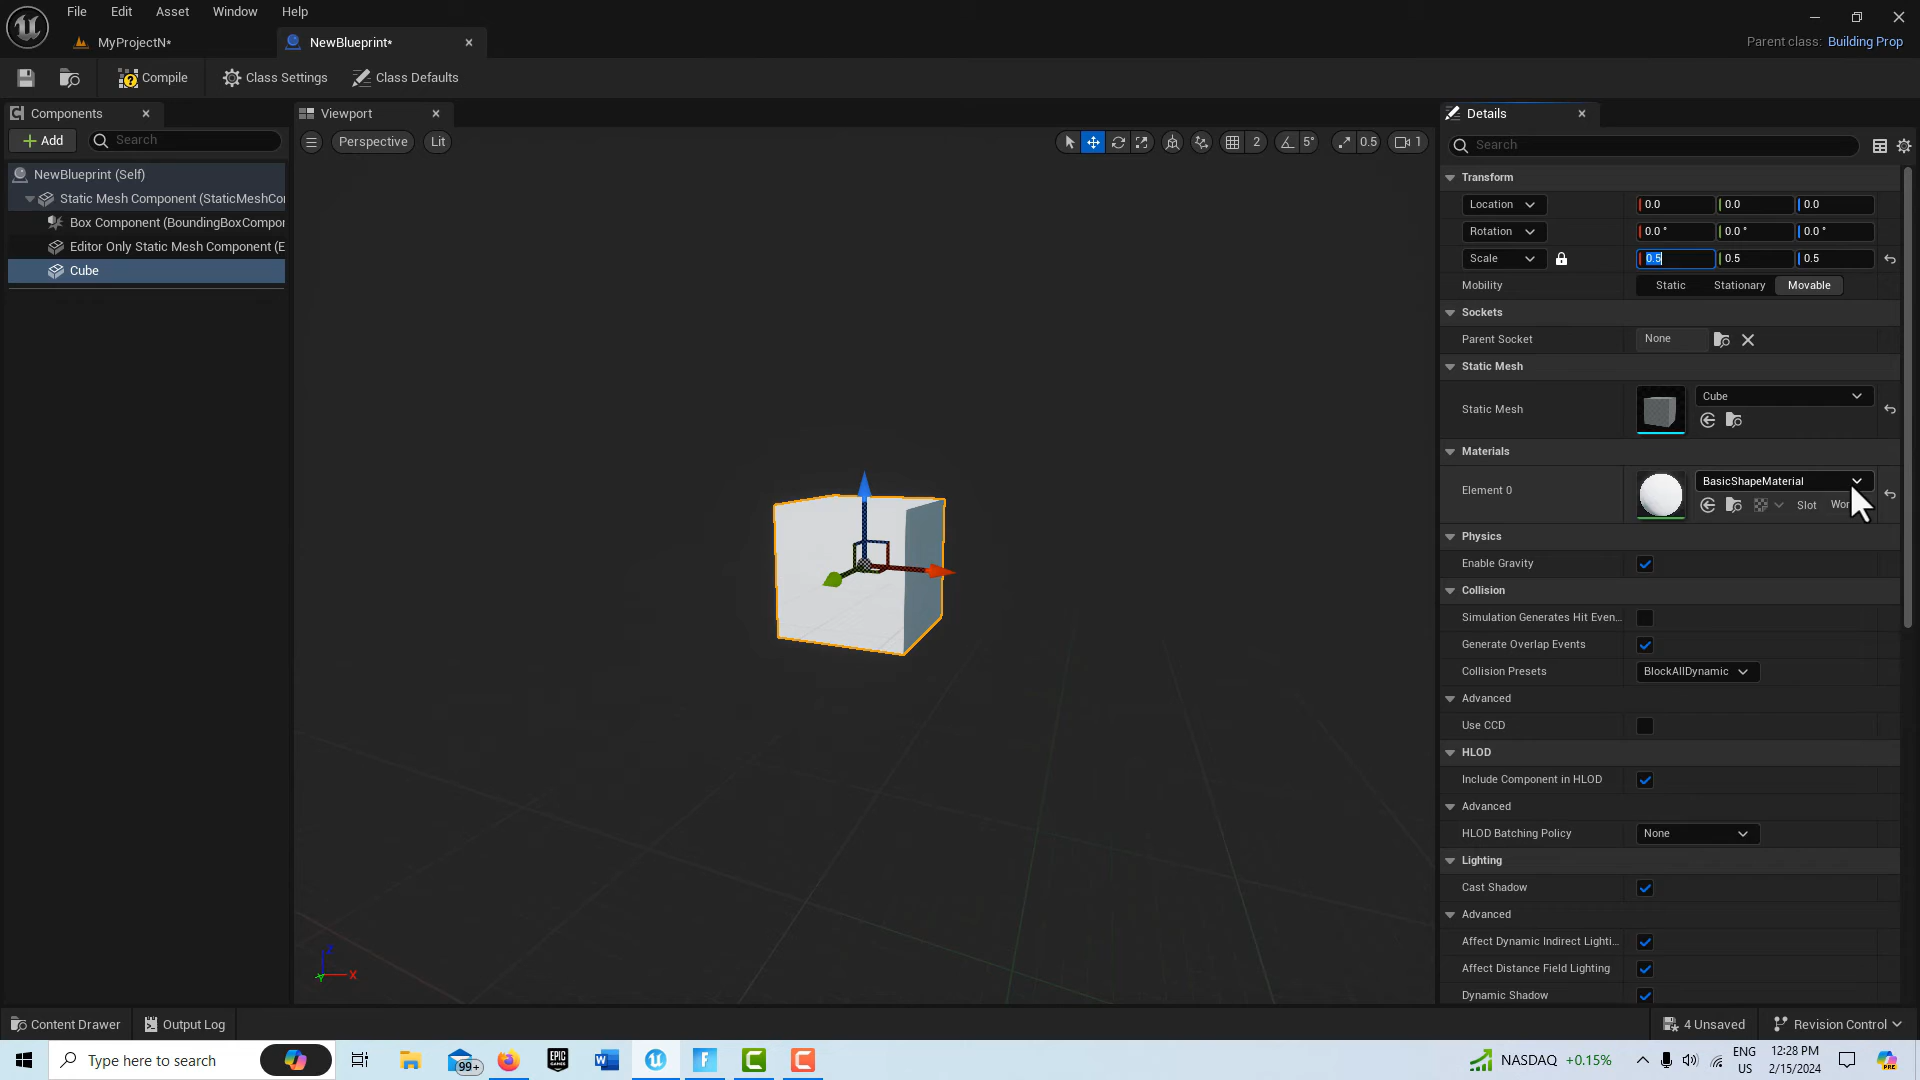 File Edit Asset Window Help
MyProjectN*
NewBlueprint*
Parent class: Building Prop
Compile
Class Settings
Class Defaults
Components
Add
Search
NewBlueprint (Self)
Static Mesh Component (StaticMeshCo
Box Component (BoundingBoxCompor
Editor Only Static Mesh Component (E
Cube
Viewport
Perspective
Lit
2
5°
0.5
1
Details
Search
Transform
Location 0.0 0.0 0.0
Rotation 0.0 ° 0.0 ° 0.0 °
Scale 0.5 0.5 0.5
Mobility Static Stationary Movable
Sockets
Parent Socket None
Static Mesh
Static Mesh Cube
Materials
Element 0 BasicShapeMaterial
Slot
Physics
Enable Gravity
Collision
Simulation Generates Hit Even...
Generate Overlap Events
Collision Presets BlockAllDynamic
Advanced
Use CCD
HLOD
Include Component in HLOD
Advanced
HLOD Batching Policy None
Lighting
Cast Shadow
Advanced
Affect Dynamic Indirect Lighti...
Affect Distance Field Lighting
Dynamic Shadow
Z
X
Y
Content Drawer
Output Log
4 Unsaved
Revision Control
Type here to search
99+
EPIC GAMES
NASDAQ +0.15%
ENG
US
12:28 PM
2/15/2024
PRE